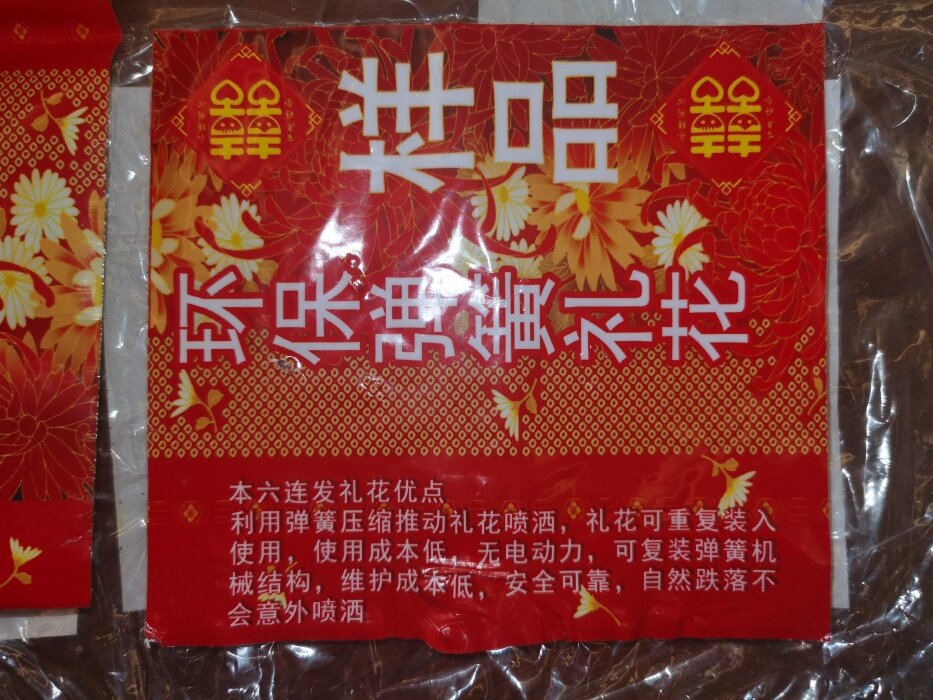 样品
环保弹簧礼花
本六连发礼花优点
利用弹簧压缩推动礼花喷洒，礼花可重复装入
使用，使用成本低，无电动力，可复装弹簧机
械结构，维护成本低，安全可靠，自然跌落不
会意外喷洒